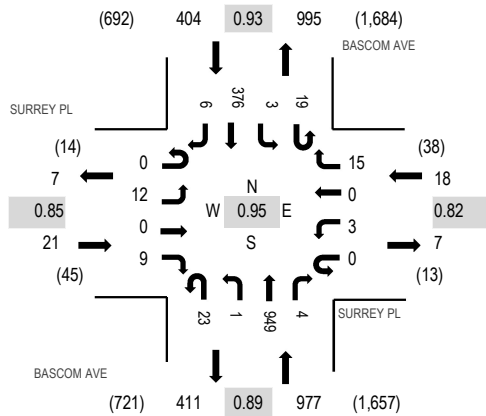 (692) 404 0.93 995 (1,684)
BASCOM AVE
SURREY PL
6 376 3 19
(14) (38)
7 0 15 18
12 N 0
0.85 W 0.95 E 0.82
21 0 S 3 7
9 0
(45) (13)
23 1 949 4
SURREY PL
BASCOM AVE
(721) 411 0.89 977 (1,657)